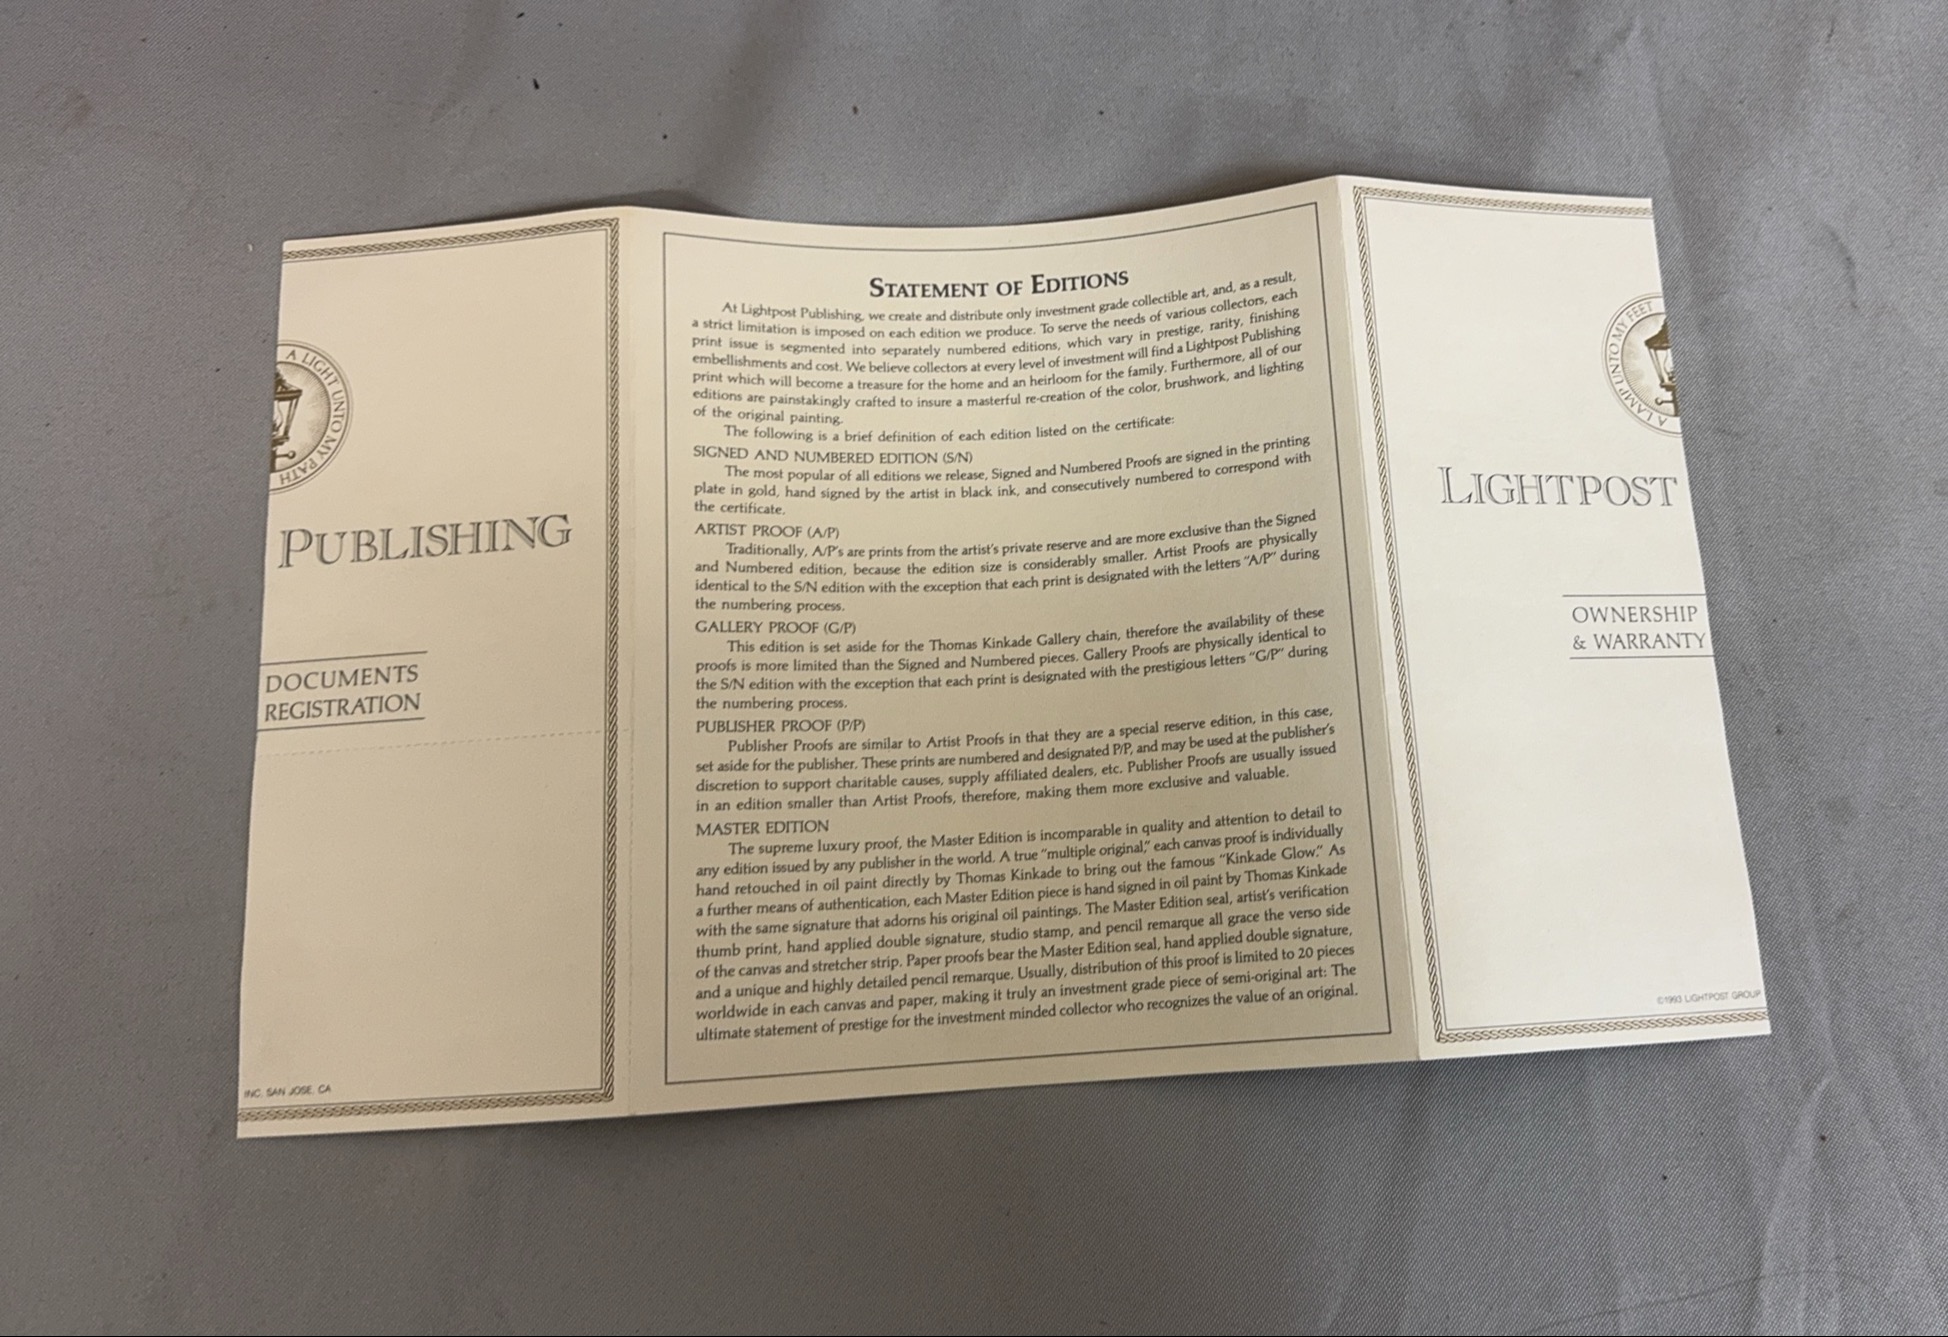 A LIGHT UNTO MY PATH
PUBLISHING
DOCUMENTS
REGISTRATION
INC. SAN JOSE, CA
STATEMENT OF EDITIONS
At Lightpost Publishing, we create and distribute only investment grade collectible art, and, as a result,
a strict limitation is imposed on each edition we produce. To serve the needs of various collectors, each
print issue is segmented into separately numbered editions, which vary in prestige, rarity, finishing
embellishments and cost. We believe collectors at every level of investment will find a Lightpost Publishing
print which will become a treasure for the home and an heirloom for the family. Furthermore, all of our
editions are painstakingly crafted to insure a masterful re-creation of the color, brushwork, and lighting
of the original painting.
The following is a brief definition of each edition listed on the certificate:
SIGNED AND NUMBERED EDITION (S/N)
The most popular of all editions we release, Signed and Numbered Proofs are signed in the printing
plate in gold, hand signed by the artist in black ink, and consecutively numbered to correspond with
the certificate.
ARTIST PROOF (A/P)
Traditionally, A/P's are prints from the artist's private reserve and are more exclusive than the Signed
and Numbered edition, because the edition size is considerably smaller. Artist Proofs are physically
identical to the S/N edition with the exception that each print is designated with the letters "A/P" during
the numbering process.
GALLERY PROOF (G/P)
This edition is set aside for the Thomas Kinkade Gallery chain, therefore the availability of these
proofs is more limited than the Signed and Numbered pieces. Gallery Proofs are physically identical to
the S/N edition with the exception that each print is designated with the prestigious letters "G/P" during
the numbering process.
PUBLISHER PROOF (P/P)
Publisher Proofs are similar to Artist Proofs in that they are a special reserve edition, in this case,
set aside for the publisher. These prints are numbered and designated P/P, and may be used at the publisher's
discretion to support charitable causes, supply affiliated dealers, etc. Publisher Proofs are usually issued
in an edition smaller than Artist Proofs, therefore, making them more exclusive and valuable.
MASTER EDITION
The supreme luxury proof, the Master Edition is incomparable in quality and attention to detail to
any edition issued by any publisher in the world. A true "multiple original," each canvas proof is individually
hand retouched in oil paint directly by Thomas Kinkade to bring out the famous "Kinkade Glow." As
a further means of authentication, each Master Edition piece is hand signed in oil paint by Thomas Kinkade
with the same signature that adorns his original oil paintings. The Master Edition seal, artist's verification
thumb print, hand applied double signature, studio stamp, and pencil remarque all grace the verso side
of the canvas and stretcher strip. Paper proofs bear the Master Edition seal, hand applied double signature,
and a unique and highly detailed pencil remarque. Usually, distribution of this proof is limited to 20 pieces
worldwide in each canvas and paper, making it truly an investment grade piece of semi-original art: The
ultimate statement of prestige for the investment minded collector who recognizes the value of an original.
A LAMP UNTO MY FEET
LIGHTPOST
OWNERSHIP
& WARRANTY
©1993 LIGHTPOST GROUP